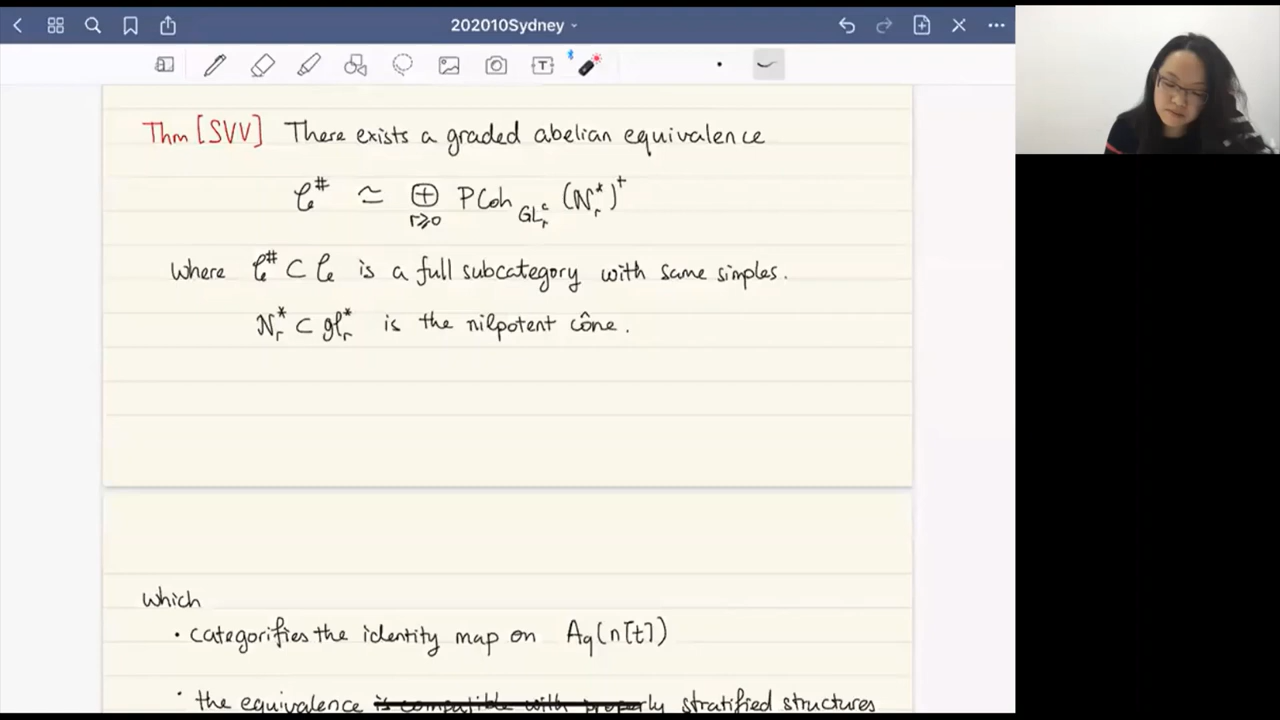 202010Sydney
Thm [SVV] There exists a graded abelian equivalence
𝒞^# ≃ ⊕_{r⩾0} PCoh_{GL_r^c} (N_r^*)^+
where 𝒞^# ⊂ 𝒞 is a full subcategory with same simples.
N_r^* ⊂ gl_r^* is the nilpotent cône.
which
• categorifies the identity map on Aq(n[t])
• the equivalence is compatible with properly stratified structures